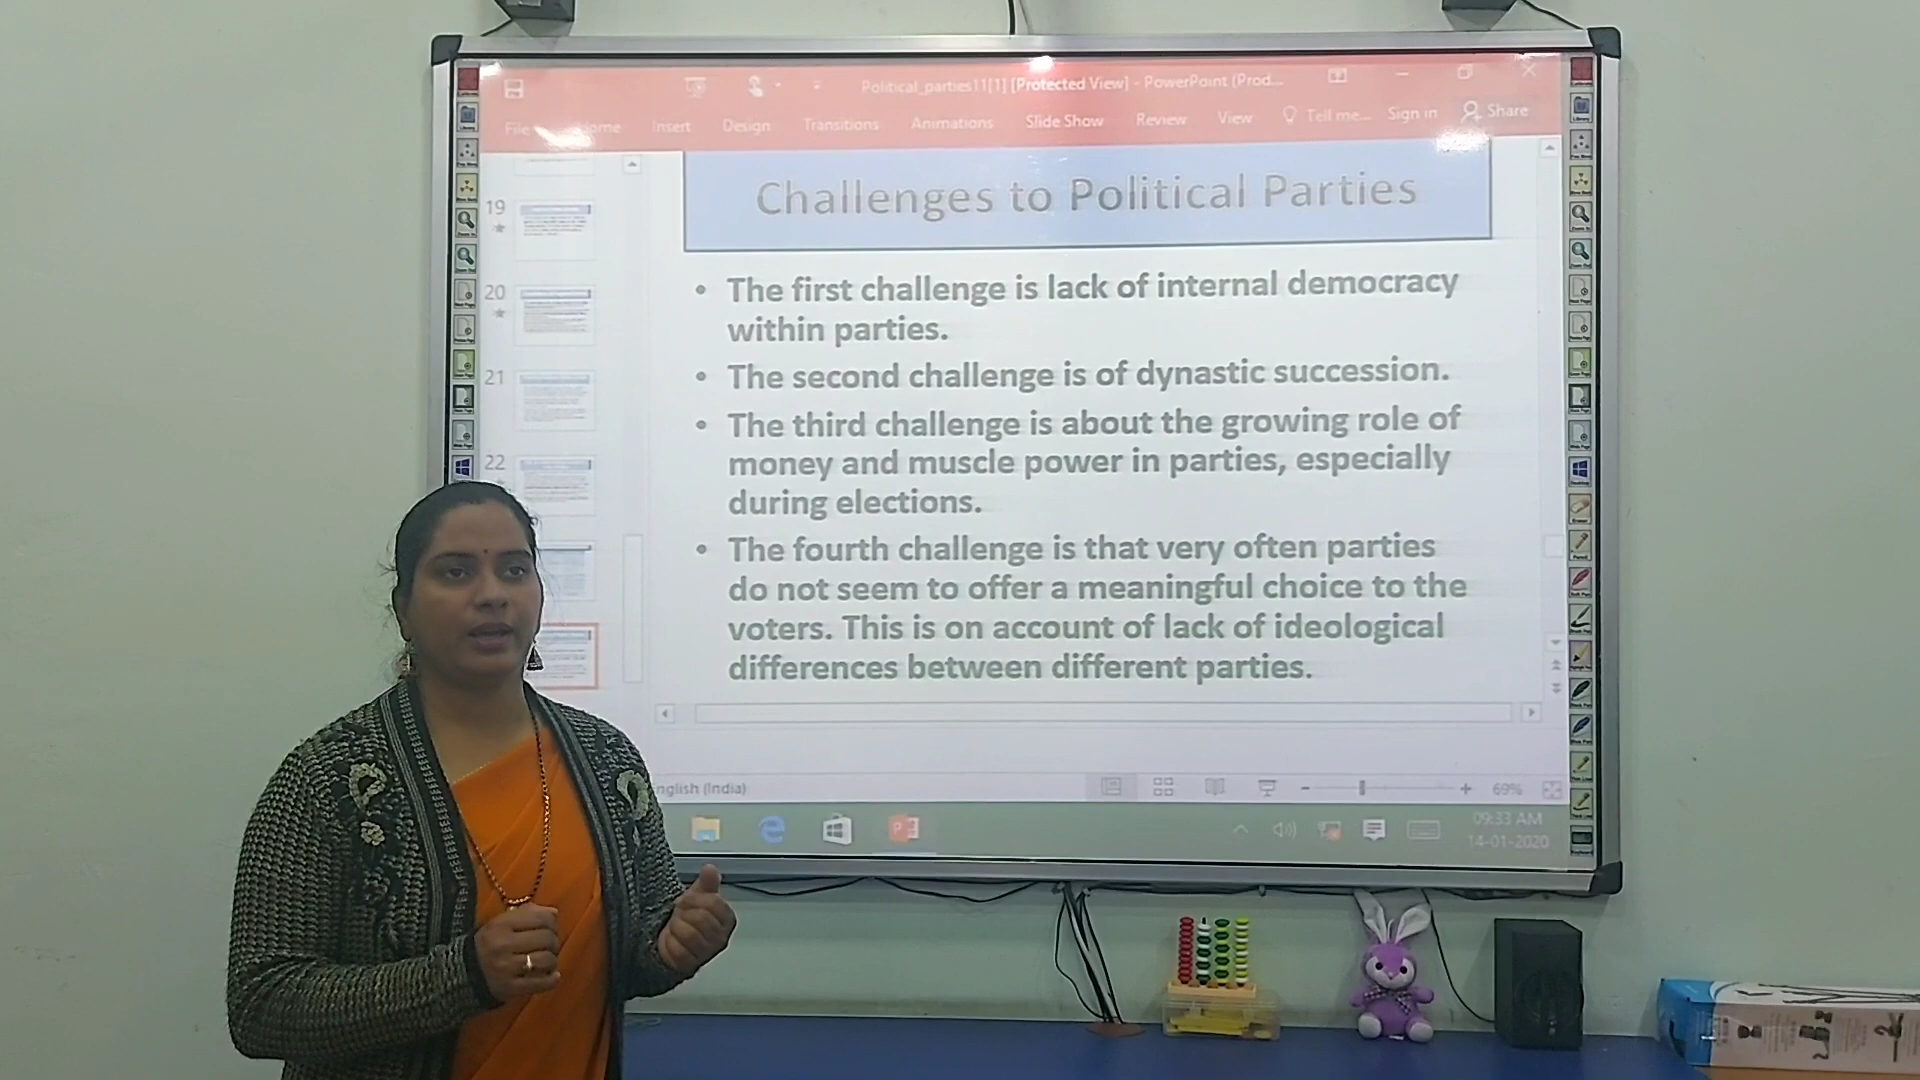 Political_parties11[1] [Protected View] - PowerPoint (Prod...
File Home Insert Design Transitions Animations Slide Show Review View Tell me... Sign in Share
19
20
21
22
Challenges to Political Parties
• The first challenge is lack of internal democracy
within parties.
• The second challenge is of dynastic succession.
• The third challenge is about the growing role of
money and muscle power in parties, especially
during elections.
• The fourth challenge is that very often parties
do not seem to offer a meaningful choice to the
voters. This is on account of lack of ideological
differences between different parties.
nglish (India)
69%
09:33 AM
14-01-2020